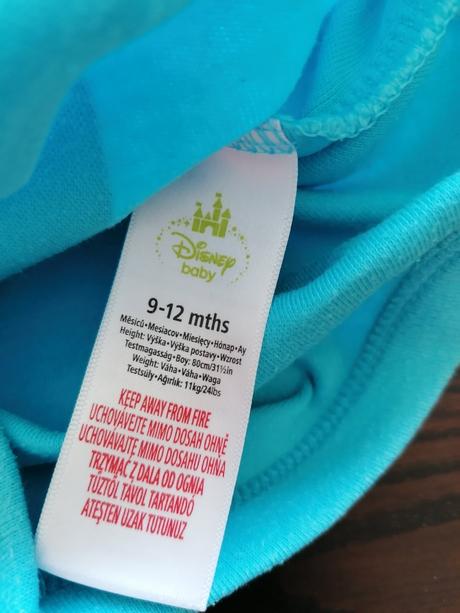 Disney
baby
9-12 mths
Měsíců•Mesiacov•Miesięcy•Hónap•Ay
Height: Výška•Výška postavy•Wzrost
Testmagasság•Boy: 80cm/31½in
Weight: Váha•Váha•Waga
Testsúly•Ağırlık: 11kg/24lbs
KEEP AWAY FROM FIRE
UCHOVÁVEJTE MIMO DOSAH OHNĚ
UCHOVÁVAJTE MIMO DOSAHU OHŇA
TRZYMAĆ Z DALA OD OGNIA
TŰZTŐL TÁVOL TARTANDÓ
ATEŞTEN UZAK TUTUNUZ